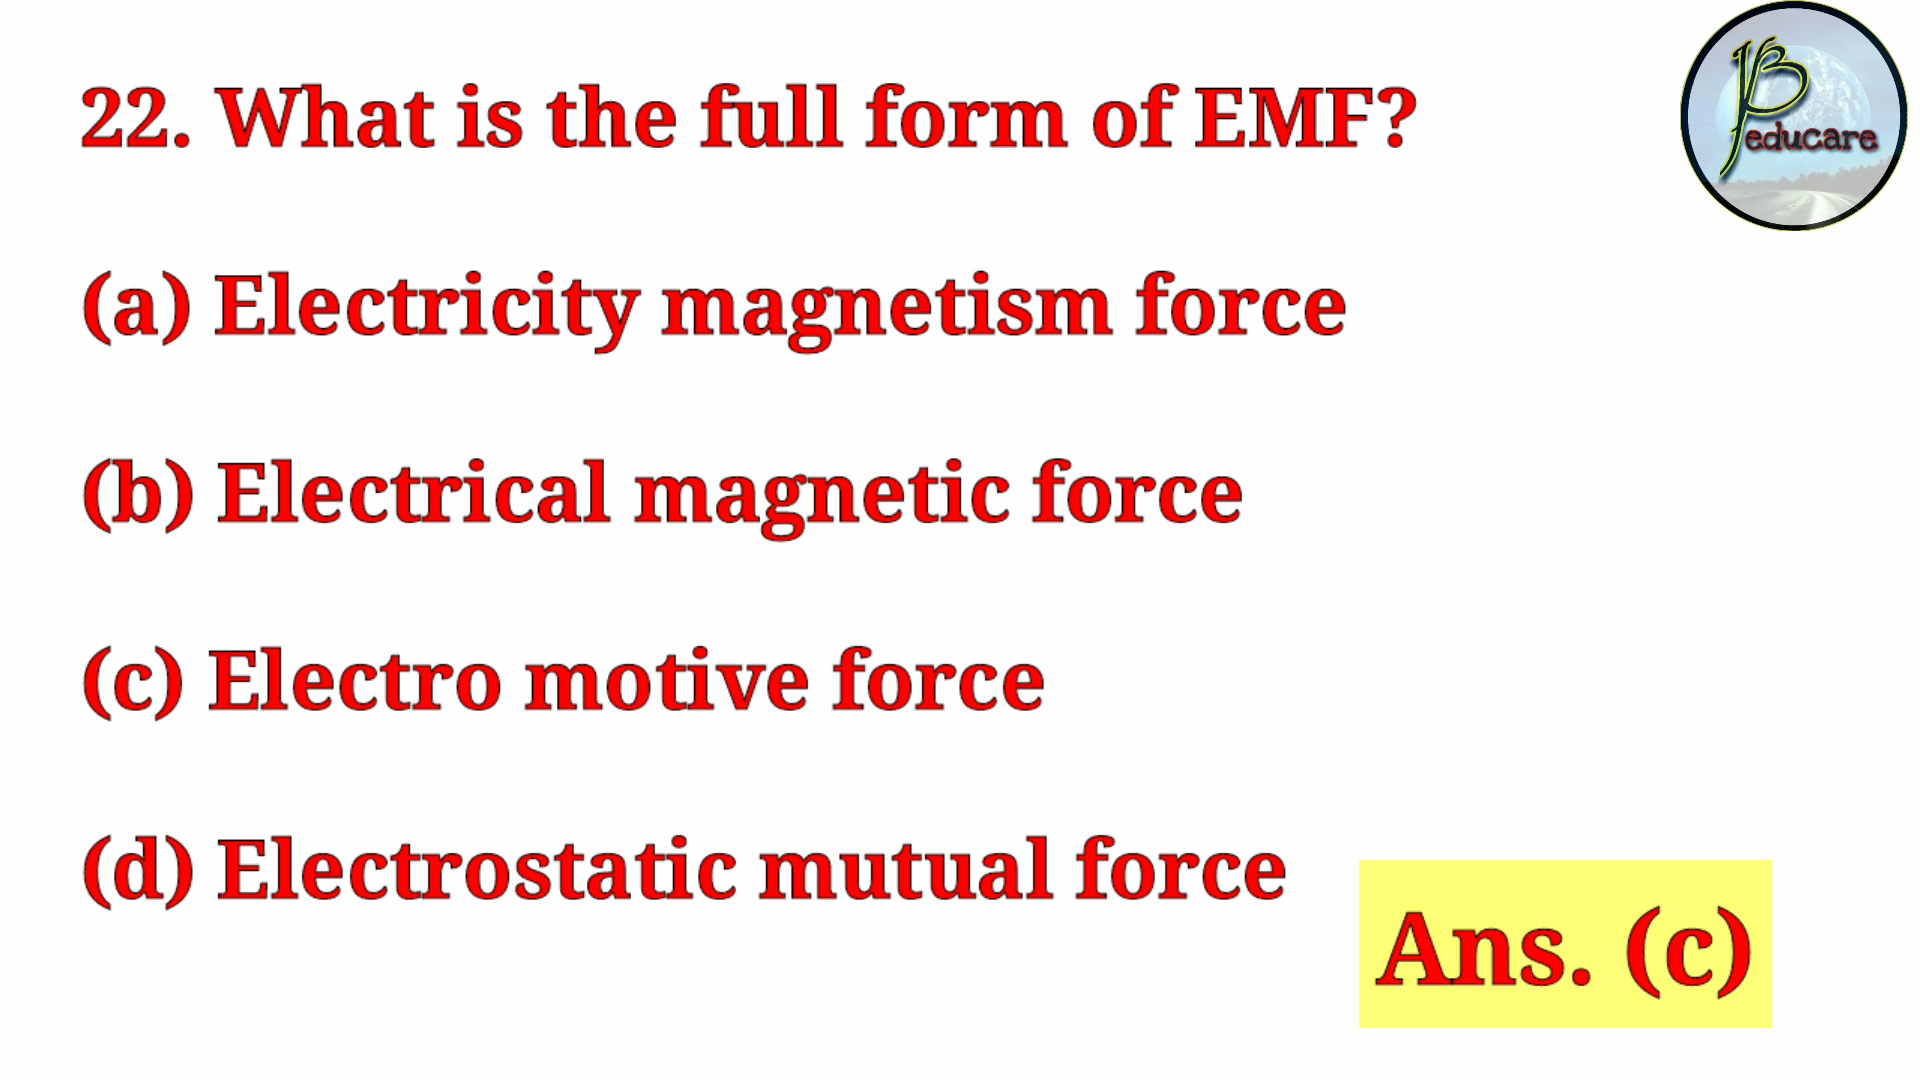 22. What is the full form of EMF?
(a) Electricity magnetism force
(b) Electrical magnetic force
(c) Electro motive force
(d) Electrostatic mutual force
Ans. (c)
educare